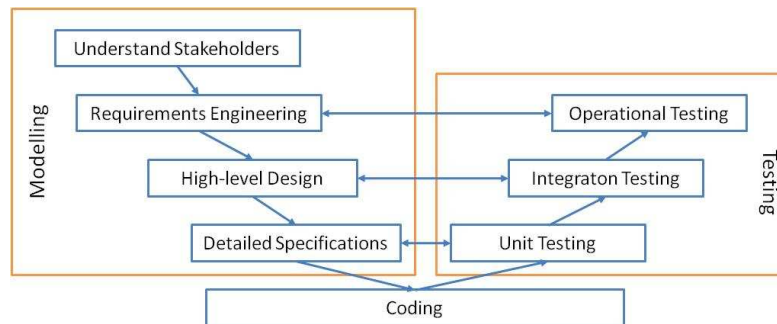 Understand Stakeholders
Modelling
Requirements Engineering
Operational Testing
High-level Design
Integraton Testing
Testing
Detailed Specifications
Unit Testing
Coding